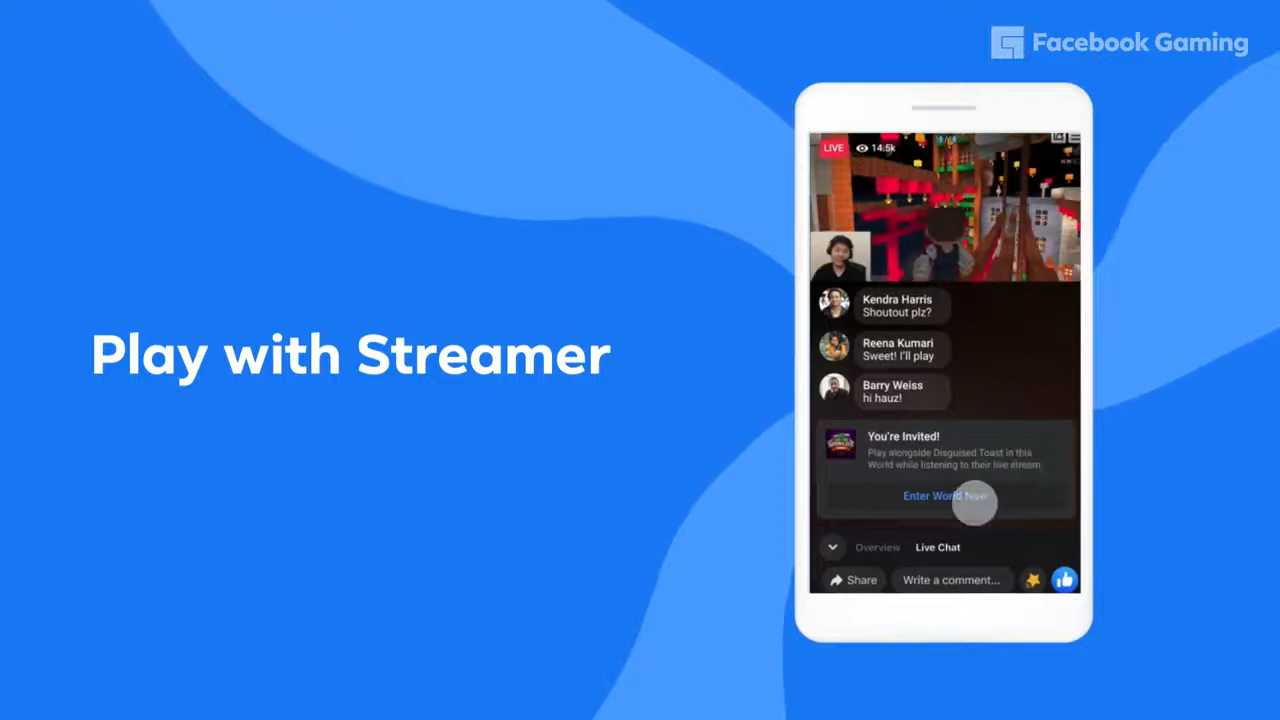 Facebook Gaming
Play with Streamer
LIVE
14.5k
Kendra Harris
Shoutout plz?
Reena Kumari
Sweet! I'll play
Barry Weiss
hi hauz!
You're Invited!
Play alongside Disguised Toast in this
World while listening to their live stream
Enter World Now
Overview
Live Chat
Share
Write a comment...